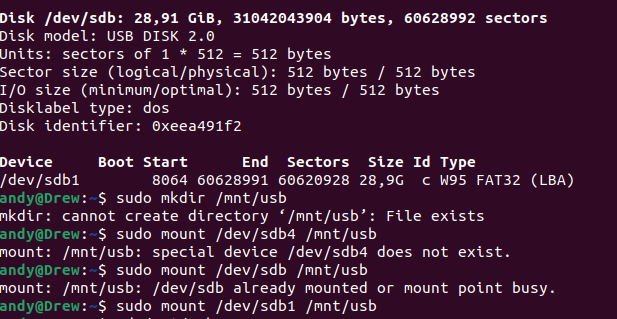 Disk /dev/sdb: 28,91 GiB, 31042043904 bytes, 60628992 sectors
Disk model: USB DISK 2.0
Units: sectors of 1 * 512 = 512 bytes
Sector size (logical/physical): 512 bytes / 512 bytes
I/O size (minimum/optimal): 512 bytes / 512 bytes
Disklabel type: dos
Disk identifier: 0xeea491f2
Device     Boot Start      End  Sectors  Size Id Type
/dev/sdb1        8064 60628991 60620928 28,9G  c W95 FAT32 (LBA)
andy@Drew:~$ sudo mkdir /mnt/usb
mkdir: cannot create directory ‘/mnt/usb’: File exists
andy@Drew:~$ sudo mount /dev/sdb4 /mnt/usb
mount: /mnt/usb: special device /dev/sdb4 does not exist.
andy@Drew:~$ sudo mount /dev/sdb /mnt/usb
mount: /mnt/usb: /dev/sdb already mounted or mount point busy.
andy@Drew:~$ sudo mount /dev/sdb1 /mnt/usb